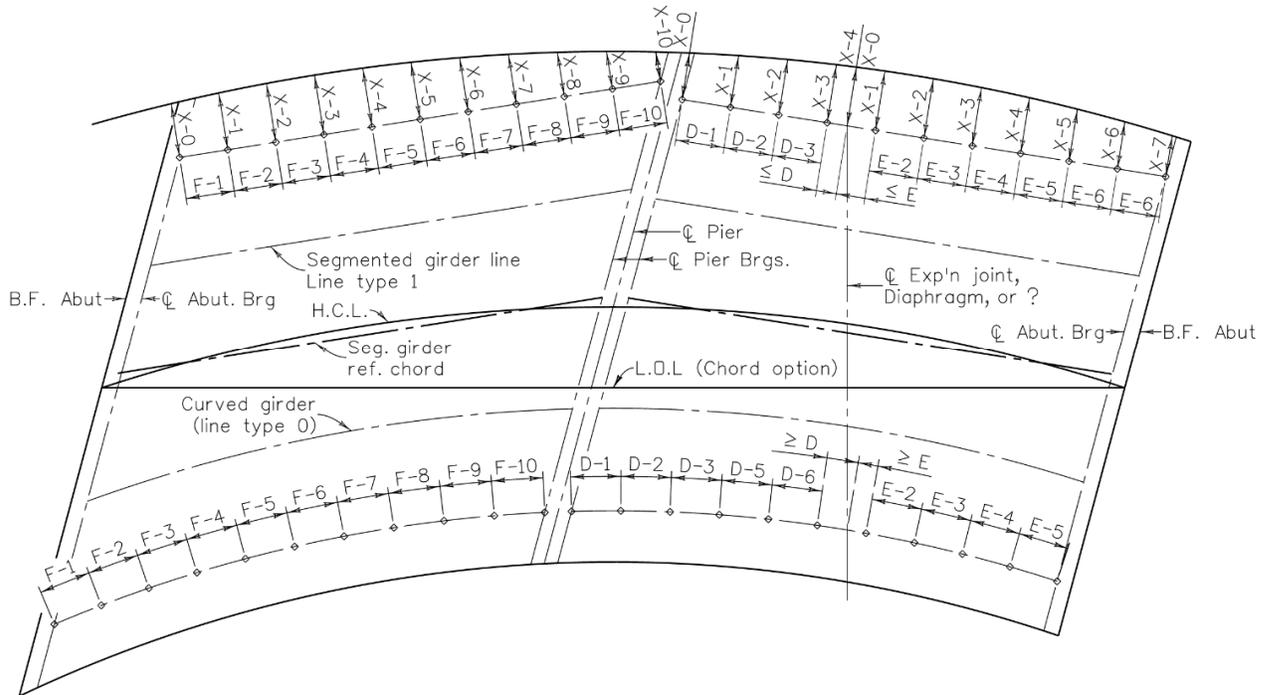 X-0
X-1
X-2
X-3
X-4
X-5
X-6
X-7
X-8
X-9
X-10
X-0
X-1
X-2
X-3
X-4
X-0
X-1
X-2
X-3
X-4
X-5
X-6
X-7
F-1
F-2
F-3
F-4
F-5
F-6
F-7
F-8
F-9
F-10
D-1
D-2
D-3
≤ D
≤ E
E-2
E-3
E-4
E-5
E-6
E-6
Segmented girder line
Line type 1
℄ Pier
℄ Pier Brgs.
℄ Exp'n joint,
Diaphragm, or ?
B.F. Abut
℄ Abut. Brg
H.C.L.
Seg. girder
ref. chord
℄ Abut. Brg
B.F. Abut
L.O.L (Chord option)
Curved girder
(line type 0)
F-1
F-2
F-3
F-4
F-5
F-6
F-7
F-8
F-9
F-10
D-1
D-2
D-3
D-5
D-6
≥ D
≥ E
E-2
E-3
E-4
E-5